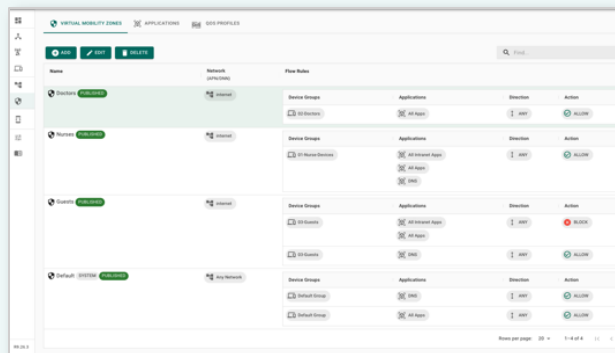 VIRTUAL MOBILITY ZONES APPLICATIONS QOS PROFILES
ADD EDIT DELETE Find...
Name Network (APN/DNN) Flow Rules
Doctors PUBLISHED Internet
Device Groups Applications Direction Action
02-Doctors All Apps ANY ALLOW
Nurses PUBLISHED Internet
Device Groups Applications Direction Action
01-Nurse-Devices All Intranet Apps ANY ALLOW
All Apps
DNS
Guests PUBLISHED Internet
Device Groups Applications Direction Action
03-Guests All Intranet Apps ANY BLOCK
All Apps
03-Guests DNS ANY ALLOW
Default SYSTEM PUBLISHED Any Network
Device Groups Applications Direction Action
Default Group DNS ANY ALLOW
Default Group All Apps ANY ALLOW
Rows per page: 20 1–4 of 4